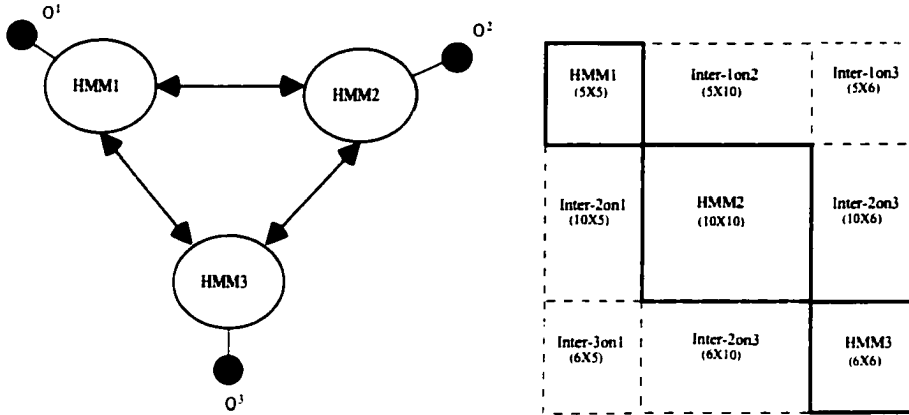 O¹
HMM1
HMM2
O²
HMM3
O³
HMM1
(5X5)
Inter-1on2
(5X10)
Inter-1on3
(5X6)
Inter-2on1
(10X5)
HMM2
(10X10)
Inter-2on3
(10X6)
Inter-3on1
(6X5)
Inter-2on3
(6X10)
HMM3
(6X6)